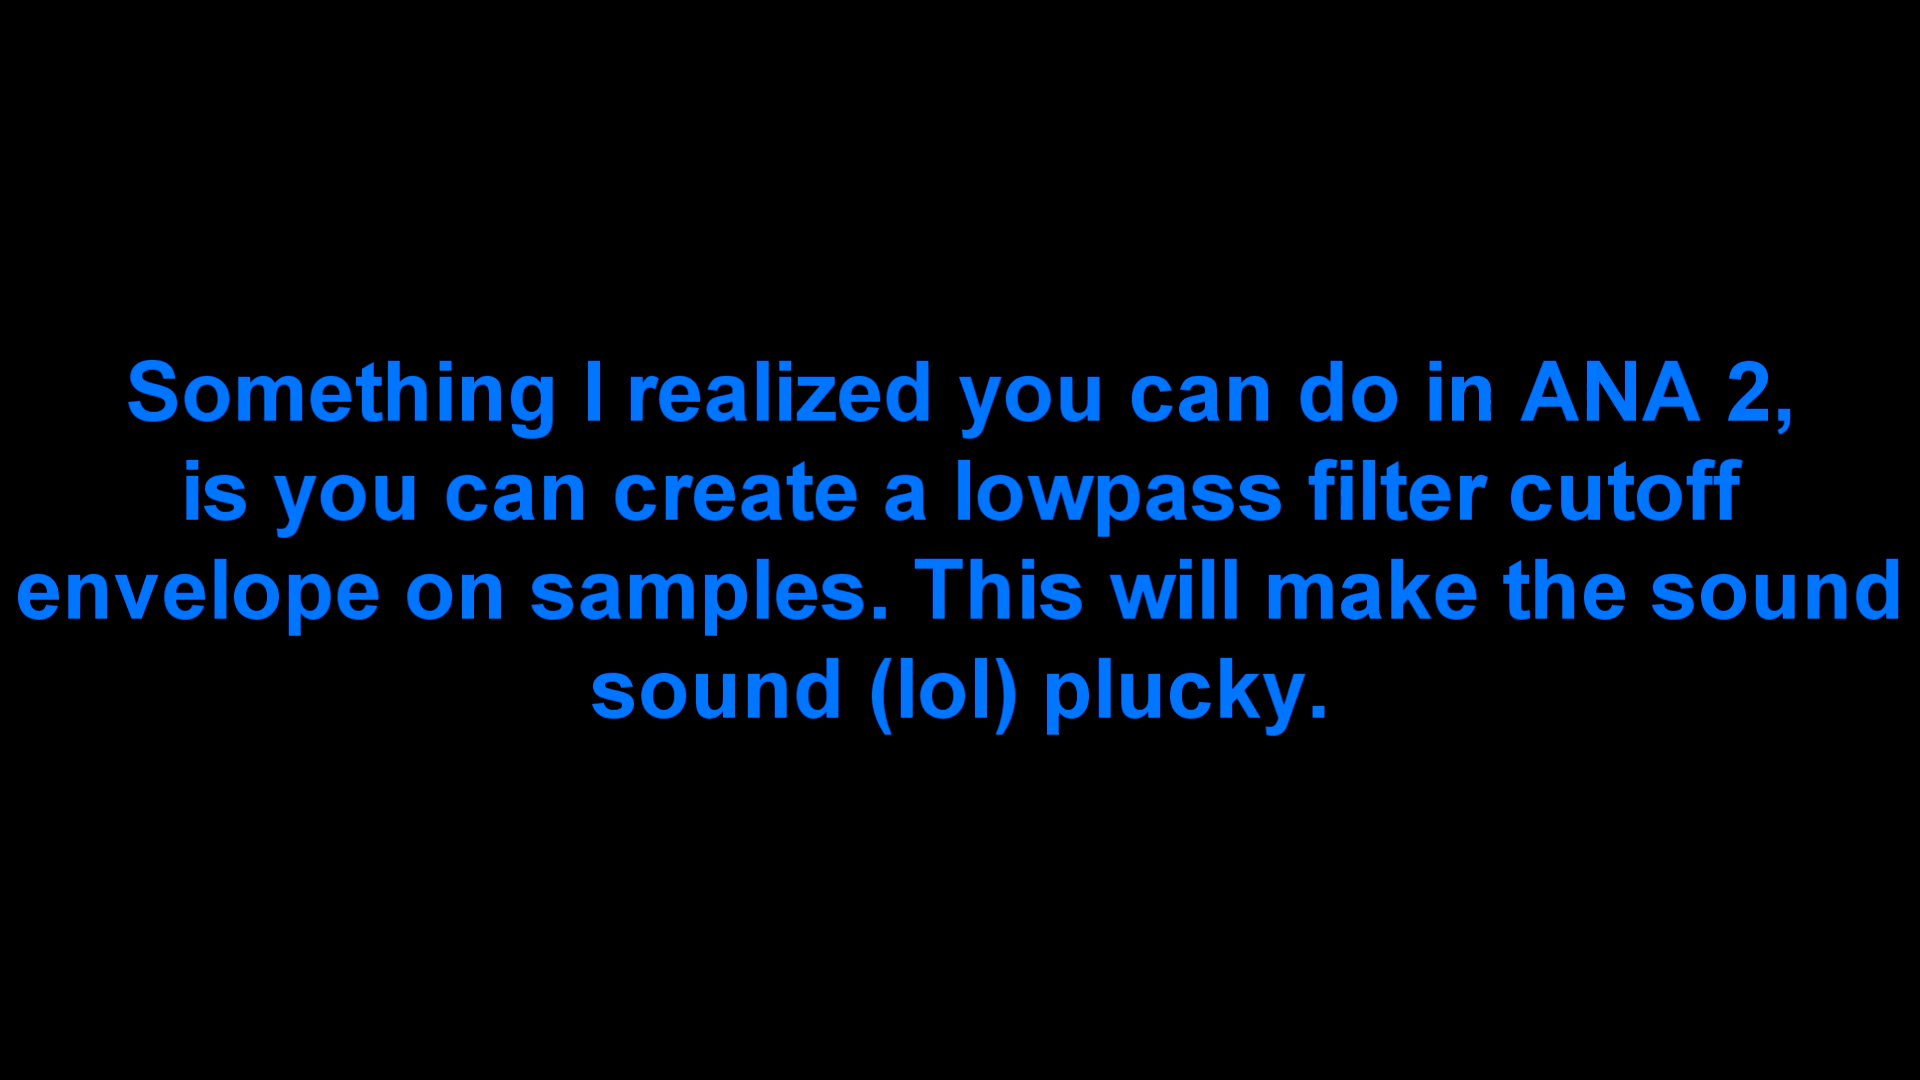 Something I realized you can do in ANA 2,
is you can create a lowpass filter cutoff
envelope on samples. This will make the sound
sound (lol) plucky.